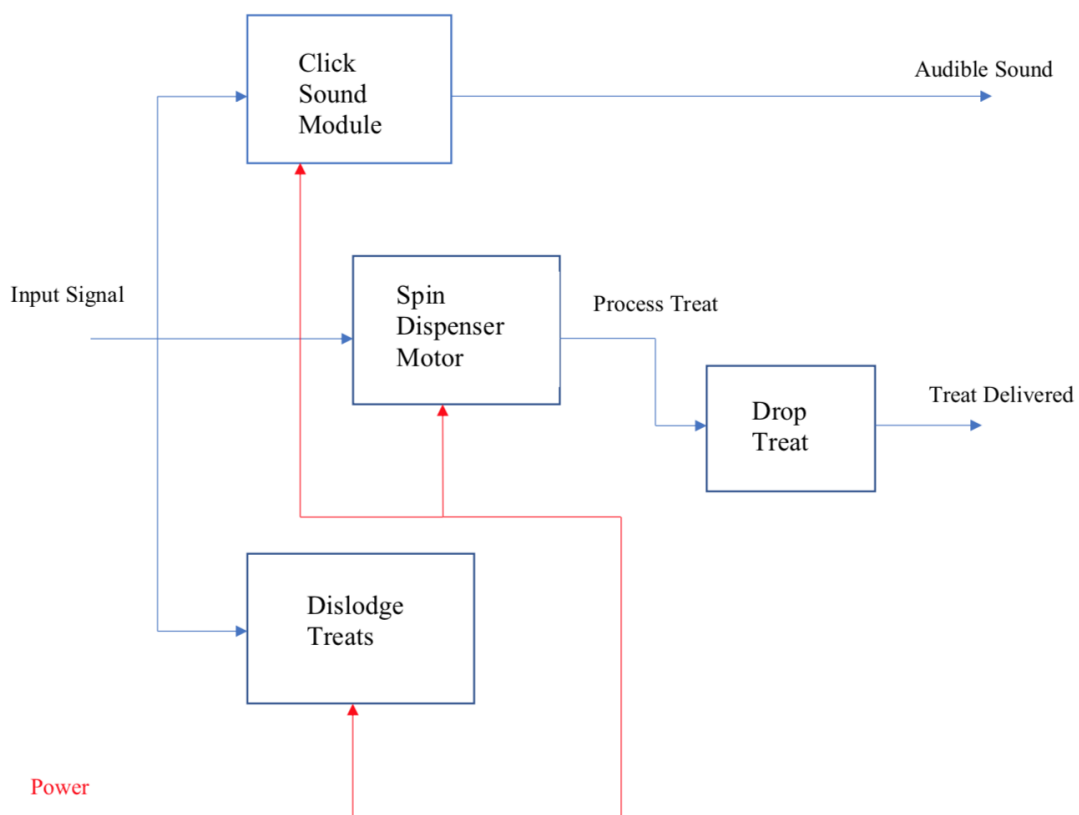 Click
Sound
Module
Audible Sound
Input Signal
Spin
Dispenser
Motor
Process Treat
Drop
Treat
Treat Delivered
Dislodge
Treats
Power